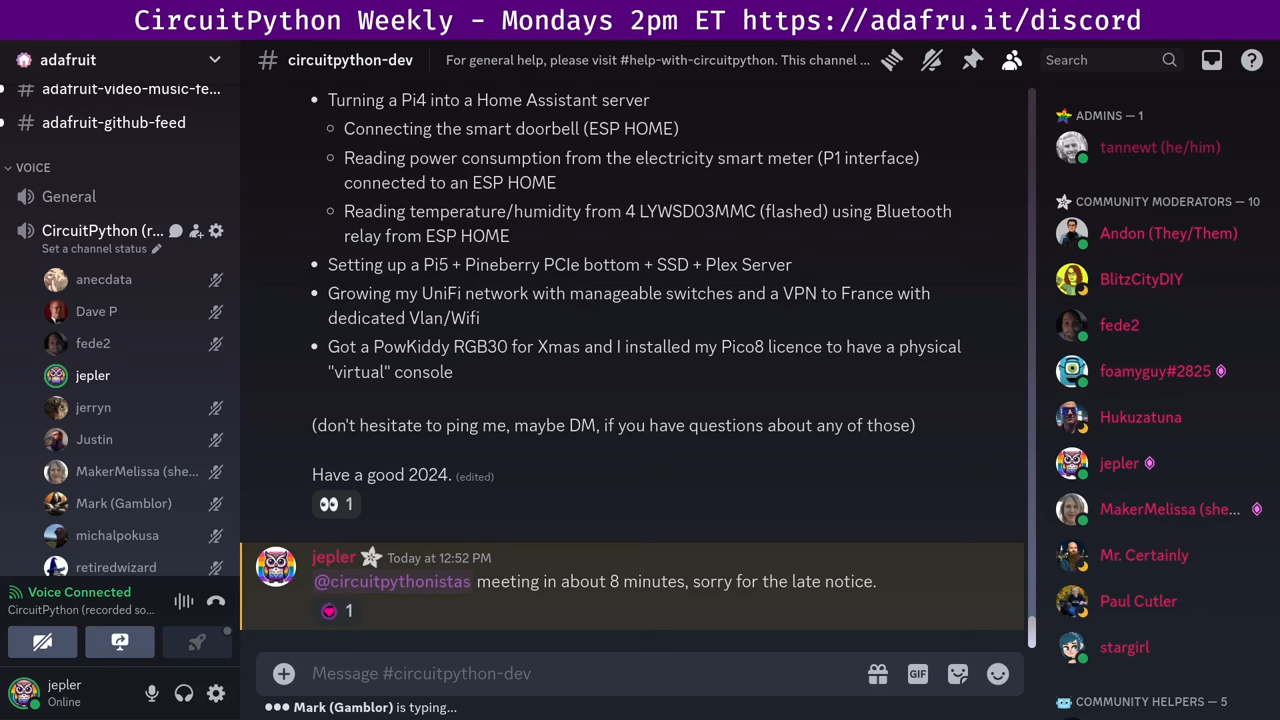 CircuitPython Weekly - Mondays 2pm ET https://adafru.it/discord
adafruit
adafruit-video-music-fe...
adafruit-github-feed
VOICE
General
CircuitPython (r...
Set a channel status
anecdata
Dave P
fede2
jepler
jerryn
Justin
MakerMelissa (she...
Mark (Gamblor)
michalpokusa
retiredwizard
Voice Connected
CircuitPython (recorded so...
jepler
Online
circuitpython-dev
For general help, please visit #help-with-circuitpython. This channel ...
Search
• Turning a Pi4 into a Home Assistant server
◦ Connecting the smart doorbell (ESP HOME)
◦ Reading power consumption from the electricity smart meter (P1 interface)
connected to an ESP HOME
◦ Reading temperature/humidity from 4 LYWSD03MMC (flashed) using Bluetooth
relay from ESP HOME
• Setting up a Pi5 + Pineberry PCIe bottom + SSD + Plex Server
• Growing my UniFi network with manageable switches and a VPN to France with
dedicated Vlan/Wifi
• Got a PowKiddy RGB30 for Xmas and I installed my Pico8 licence to have a physical
"virtual" console
(don't hesitate to ping me, maybe DM, if you have questions about any of those)
Have a good 2024. (edited)
1
jepler Today at 12:52 PM
@circuitpythonistas meeting in about 8 minutes, sorry for the late notice.
1
Message #circuitpython-dev
GIF
Mark (Gamblor) is typing...
ADMINS — 1
tannewt (he/him)
COMMUNITY MODERATORS — 10
Andon (They/Them)
BlitzCityDIY
fede2
foamyguy#2825
Hukuzatuna
jepler
MakerMelissa (she...
Mr. Certainly
Paul Cutler
stargirl
COMMUNITY HELPERS — 5